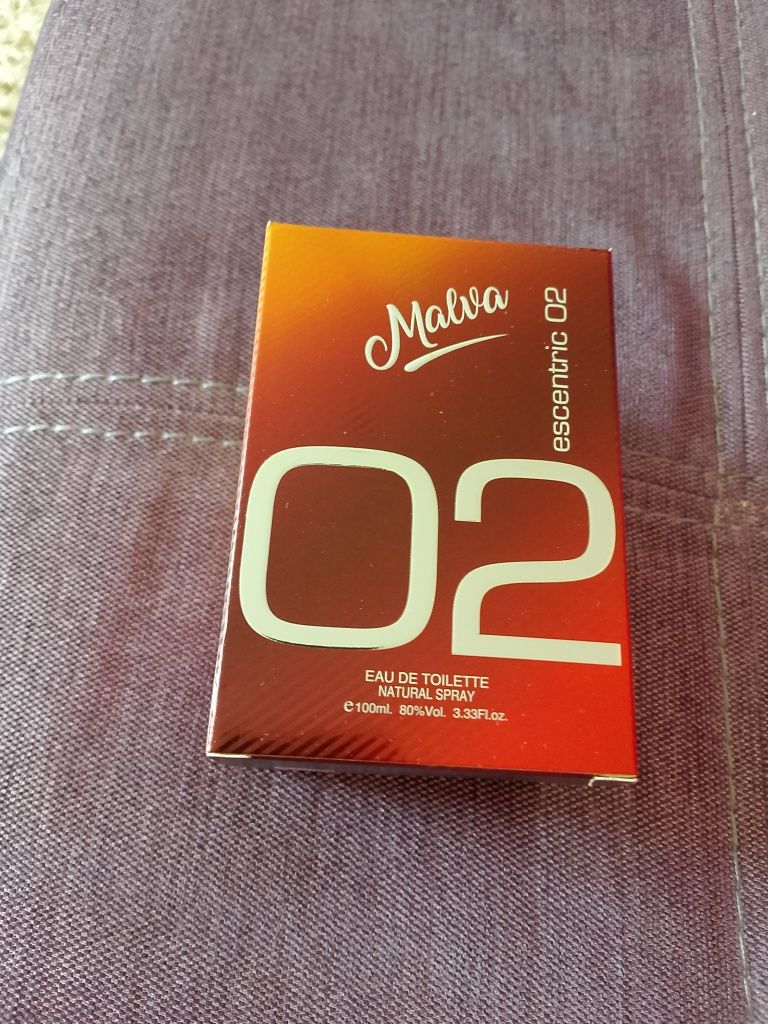 Malva
escentric 02
02
EAU DE TOILETTE
NATURAL SPRAY
℮100ml. 80%Vol. 3.33Fl.oz.